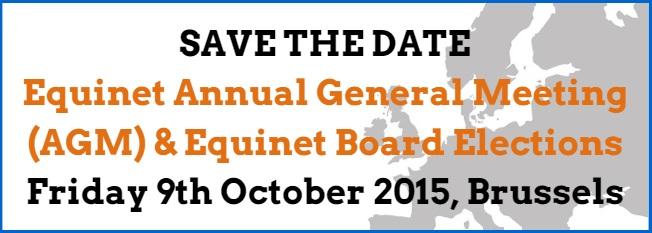 SAVE THE DATE
Equinet Annual General Meeting
(AGM) & Equinet Board Elections
Friday 9th October 2015, Brussels